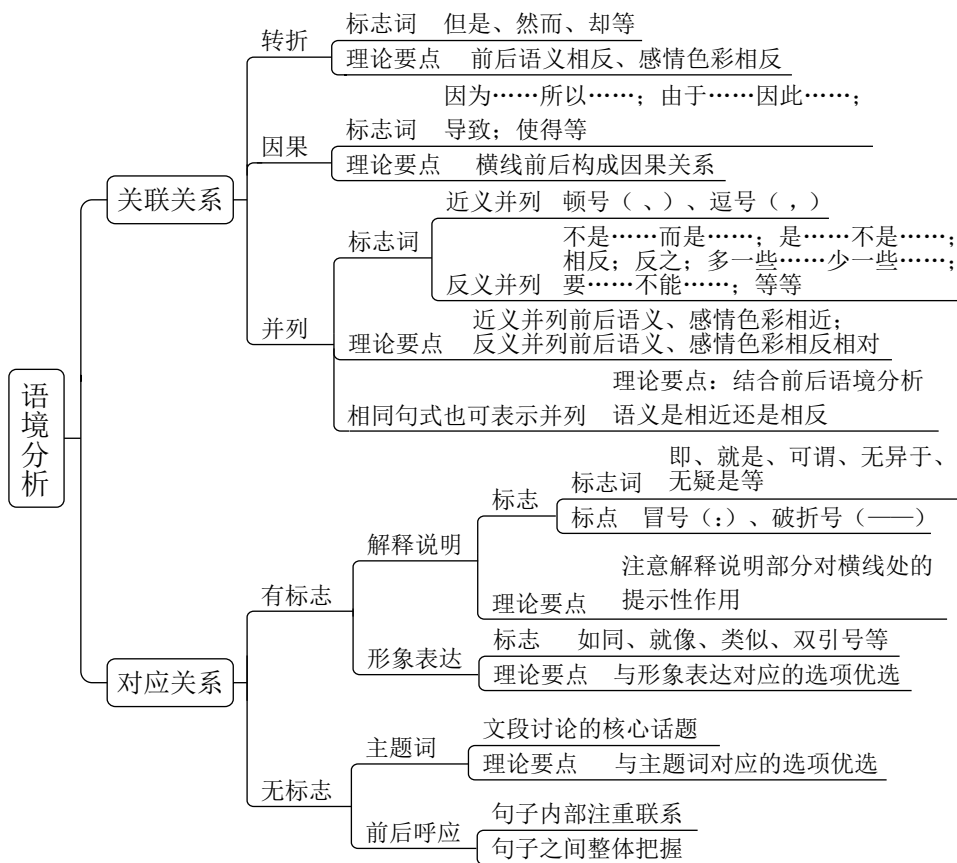 语境分析
关联关系
转折
标志词 但是、然而、却等
理论要点 前后语义相反、感情色彩相反
因果
因为……所以……；由于……因此……；
标志词 导致；使得等
理论要点 横线前后构成因果关系
并列
标志词
近义并列 顿号（、）、逗号（，）
不是……而是……；是……不是……；
相反；反之；多一些……少一些……；
反义并列 要……不能……；等等
近义并列前后语义、感情色彩相近；
理论要点 反义并列前后语义、感情色彩相反相对
理论要点：结合前后语境分析
相同句式也可表示并列 语义是相近还是相反
对应关系
有标志
解释说明
标志
即、就是、可谓、无异于、
标志词 无疑是等
标点 冒号（：）、破折号（——）
注意解释说明部分对横线处的
理论要点 提示性作用
形象表达
标志 如同、就像、类似、双引号等
理论要点 与形象表达对应的选项优选
无标志
主题词
文段讨论的核心话题
理论要点 与主题词对应的选项优选
前后呼应
句子内部注重联系
句子之间整体把握